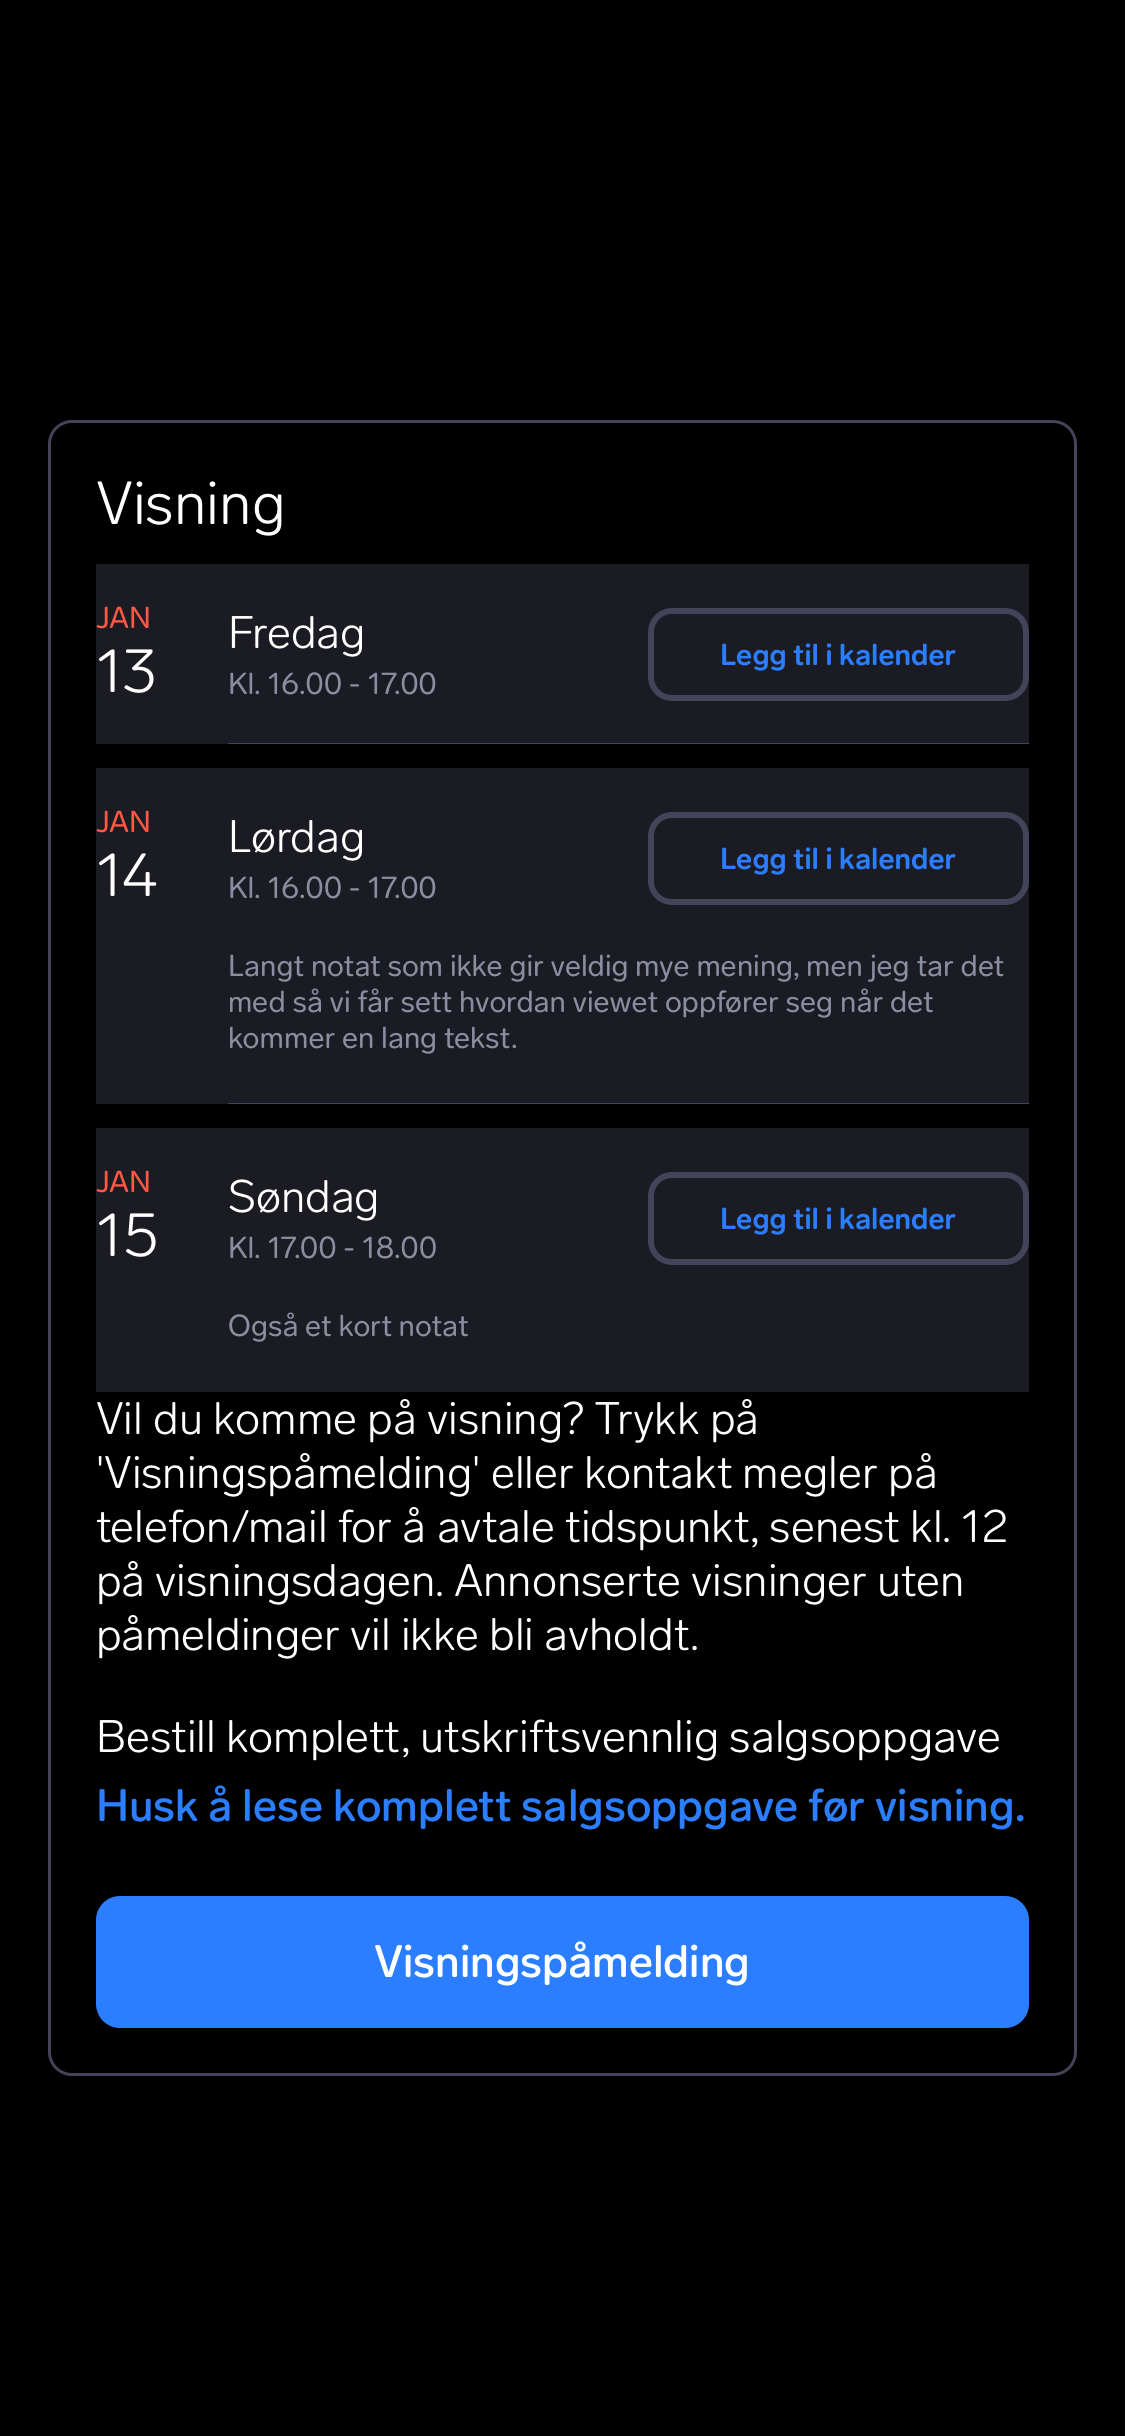 Visning
JAN
13
Fredag
Kl. 16.00 - 17.00
Legg til i kalender
JAN
14
Lørdag
Kl. 16.00 - 17.00
Legg til i kalender
Langt notat som ikke gir veldig mye mening, men jeg tar det
med så vi får sett hvordan viewet oppfører seg når det
kommer en lang tekst.
JAN
15
Søndag
Kl. 17.00 - 18.00
Legg til i kalender
Også et kort notat
Vil du komme på visning? Trykk på
'Visningspåmelding' eller kontakt megler på
telefon/mail for å avtale tidspunkt, senest kl. 12
på visningsdagen. Annonserte visninger uten
påmeldinger vil ikke bli avholdt.
Bestill komplett, utskriftsvennlig salgsoppgave
Husk å lese komplett salgsoppgave før visning.
Visningspåmelding